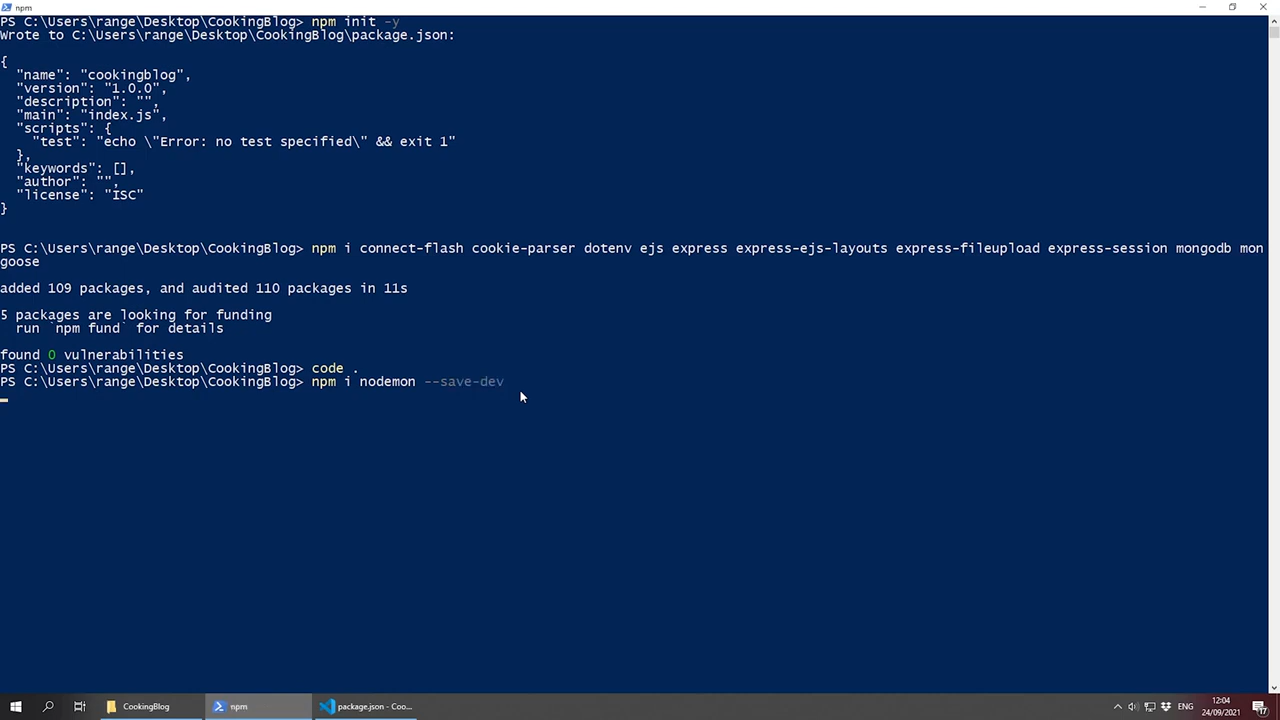 npm
PS C:\Users\range\Desktop\CookingBlog> npm init -y
Wrote to C:\Users\range\Desktop\CookingBlog\package.json:
{
  "name": "cookingblog",
  "version": "1.0.0",
  "description": "",
  "main": "index.js",
  "scripts": {
    "test": "echo \"Error: no test specified\" && exit 1"
  },
  "keywords": [],
  "author": "",
  "license": "ISC"
}
PS C:\Users\range\Desktop\CookingBlog> npm i connect-flash cookie-parser dotenv ejs express express-ejs-layouts express-fileupload express-session mongodb mon
goose
added 109 packages, and audited 110 packages in 11s
5 packages are looking for funding
  run `npm fund` for details
found 0 vulnerabilities
PS C:\Users\range\Desktop\CookingBlog> code .
PS C:\Users\range\Desktop\CookingBlog> npm i nodemon --save-dev
CookingBlog
npm
package.json - Coo...
ENG
12:04
24/09/2021
17